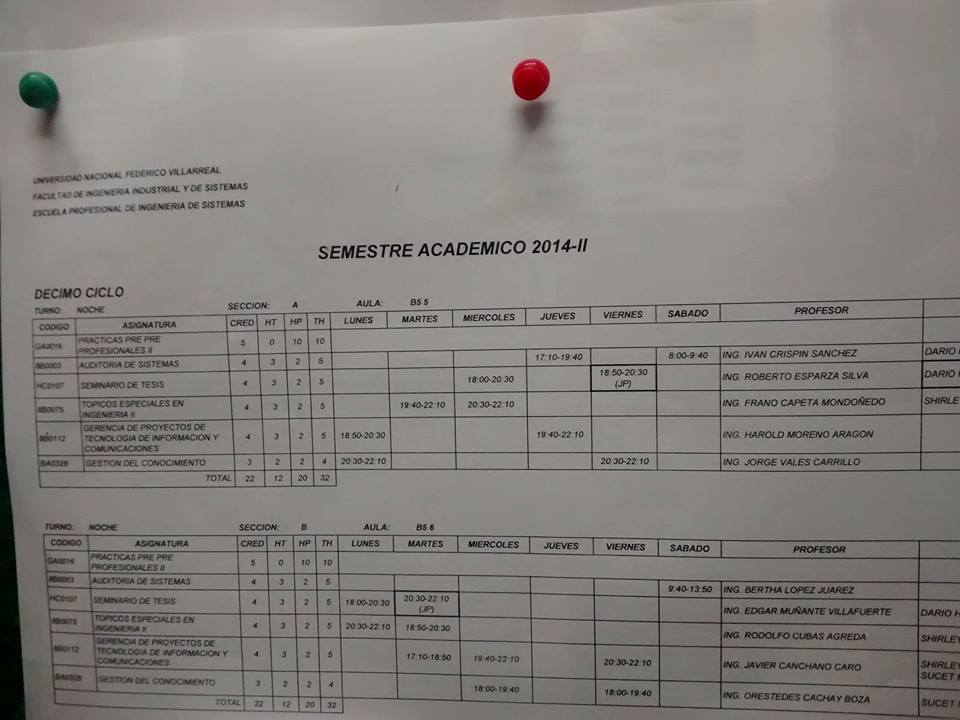 UNIVERSIDAD NACIONAL FEDERICO VILLARREAL
FACULTAD DE INGENIERIA INDUSTRIAL Y DE SISTEMAS
ESCUELA PROFESIONAL DE INGENIERIA DE SISTEMAS
SEMESTRE ACADEMICO 2014-II
DECIMO CICLO
TURNO: NOCHE SECCION: A AULA: B5 5
CODIGO ASIGNATURA CRED HT HP TH LUNES MARTES MIERCOLES JUEVES VIERNES SABADO PROFESOR
GA0016 PRACTICAS PRE PRE PROFESIONALES II 5 0 10 10
8B0003 AUDITORIA DE SISTEMAS 4 3 2 5 17:10-19:40 8:00-9:40 ING. IVAN CRISPIN SANCHEZ DARIO
HC0107 SEMINARIO DE TESIS 4 3 2 5 18:00-20:30 18:50-20:30 (JP) ING. ROBERTO ESPARZA SILVA DARIO
8B0075 TOPICOS ESPECIALES EN INGENIERIA II 4 3 2 5 19:40-22:10 20:30-22:10 ING. FRANO CAPETA MONDOÑEDO SHIRLE
8B0112 GERENCIA DE PROYECTOS DE TECNOLOGIA DE INFORMACION Y COMUNICACIONES 4 3 2 5 18:50-20:30 19:40-22:10 ING. HAROLD MORENO ARAGON
BA0328 GESTION DEL CONOCIMIENTO 3 2 2 4 20:30-22:10 20:30-22:10 ING. JORGE VALES CARRILLO
TOTAL 22 12 20 32
TURNO: NOCHE SECCION: B AULA: B5 6
CODIGO ASIGNATURA CRED HT HP TH LUNES MARTES MIERCOLES JUEVES VIERNES SABADO PROFESOR
GA0016 PRACTICAS PRE PRE PROFESIONALES II 5 0 10 10
8B0003 AUDITORIA DE SISTEMAS 4 3 2 5 9:40-13:50 ING. BERTHA LOPEZ JUAREZ
HC0107 SEMINARIO DE TESIS 4 3 2 5 18:00-20:30 20:30-22:10 (JP) ING. EDGAR MUÑANTE VILLAFUERTE DARIO H
8B0075 TOPICOS ESPECIALES EN INGENIERIA II 4 3 2 5 20:30-22:10 18:50-20:30 ING. RODOLFO CUBAS AGREDA SHIRLEY
8B0112 GERENCIA DE PROYECTOS DE TECNOLOGIA DE INFORMACION Y COMUNICACIONES 4 3 2 5 17:10-18:50 19:40-22:10 20:30-22:10 ING. JAVIER CANCHANO CARO SHIRLEY SUCET
BA0328 GESTION DEL CONOCIMIENTO 3 2 2 4 18:00-19:40 18:00-19:40 ING. ORESTEDES CACHAY BOZA SUCET
TOTAL 22 12 20 32